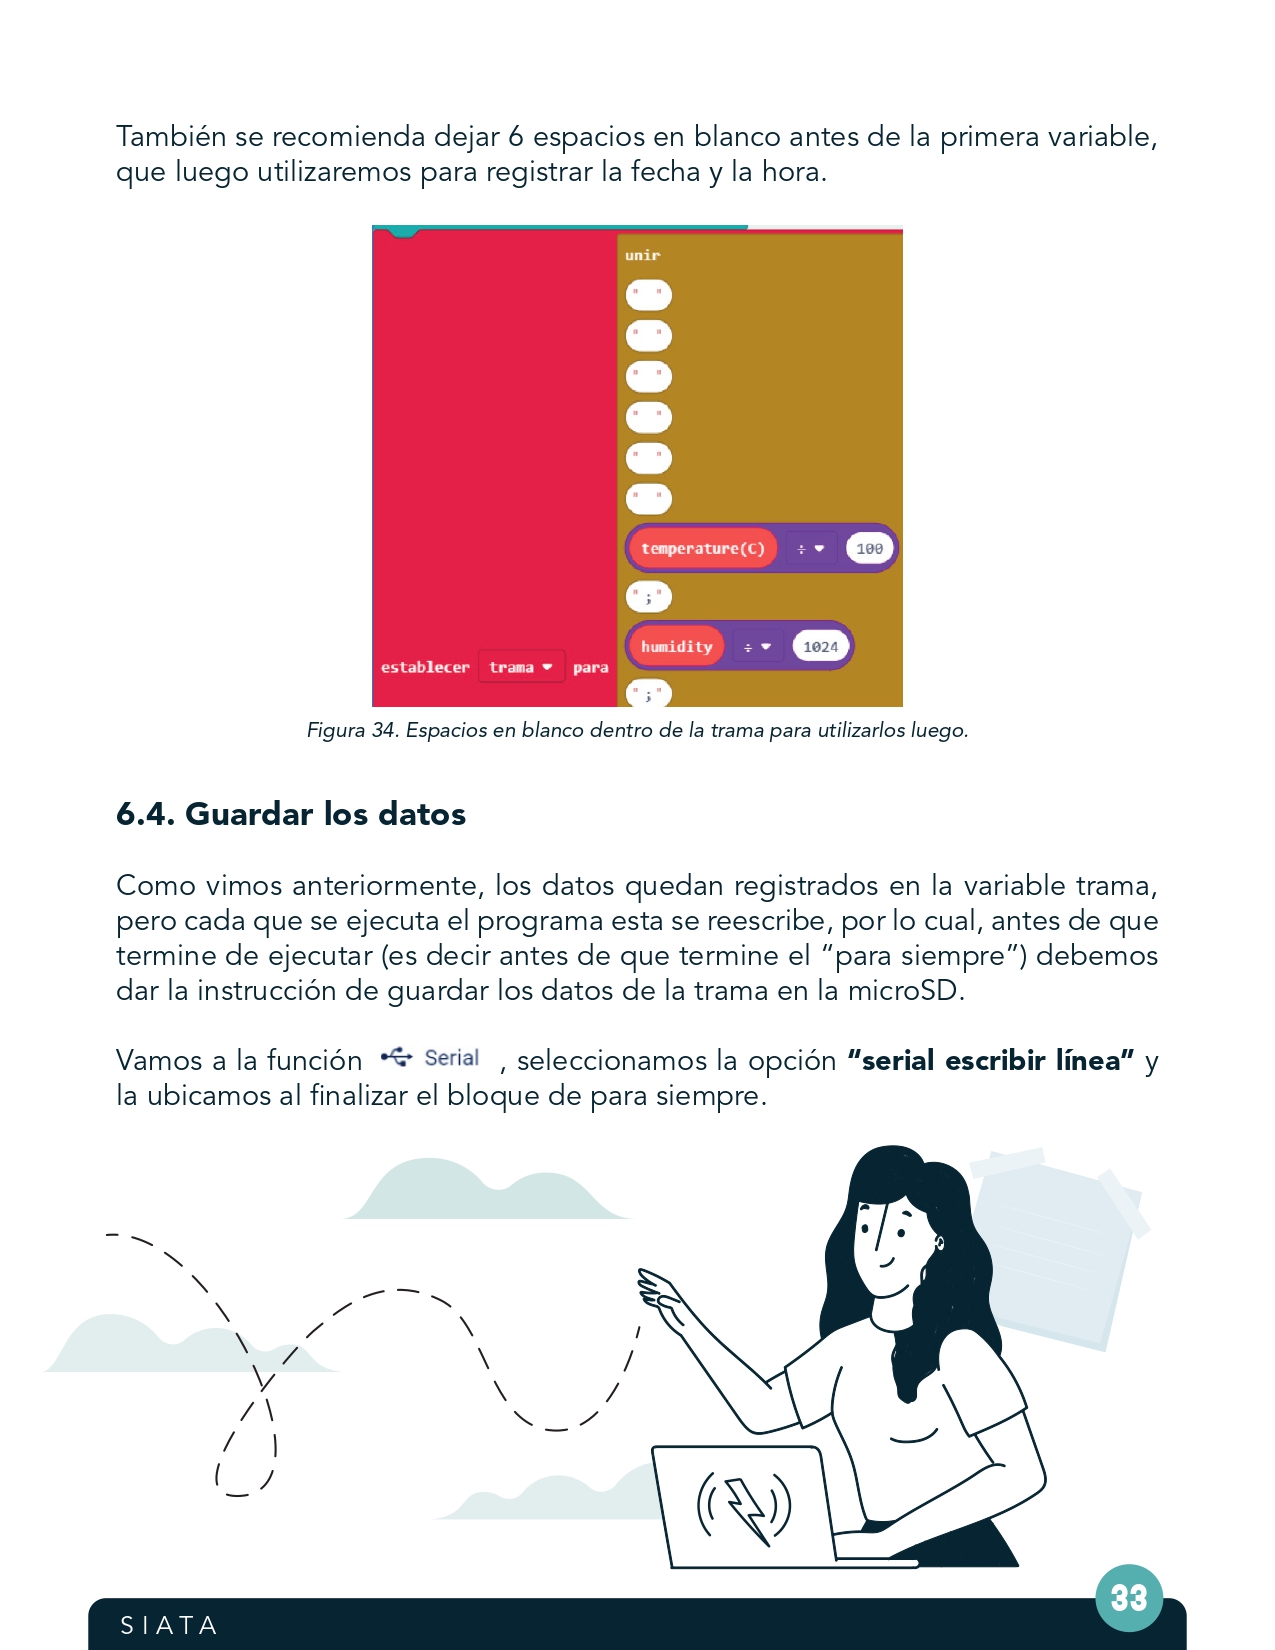 También se recomienda dejar 6 espacios en blanco antes de la primera variable,
que luego utilizaremos para registrar la fecha y la hora.
unir
" "
" "
" "
" "
" "
" "
temperature(C) ÷ 100
";"
humidity ÷ 1024
establecer trama para
";"
Figura 34. Espacios en blanco dentro de la trama para utilizarlos luego.
6.4. Guardar los datos
Como vimos anteriormente, los datos quedan registrados en la variable trama,
pero cada que se ejecuta el programa esta se reescribe, por lo cual, antes de que
termine de ejecutar (es decir antes de que termine el “para siempre”) debemos
dar la instrucción de guardar los datos de la trama en la microSD.
Vamos a la función Serial , seleccionamos la opción “serial escribir línea” y
la ubicamos al finalizar el bloque de para siempre.
33
SIATA